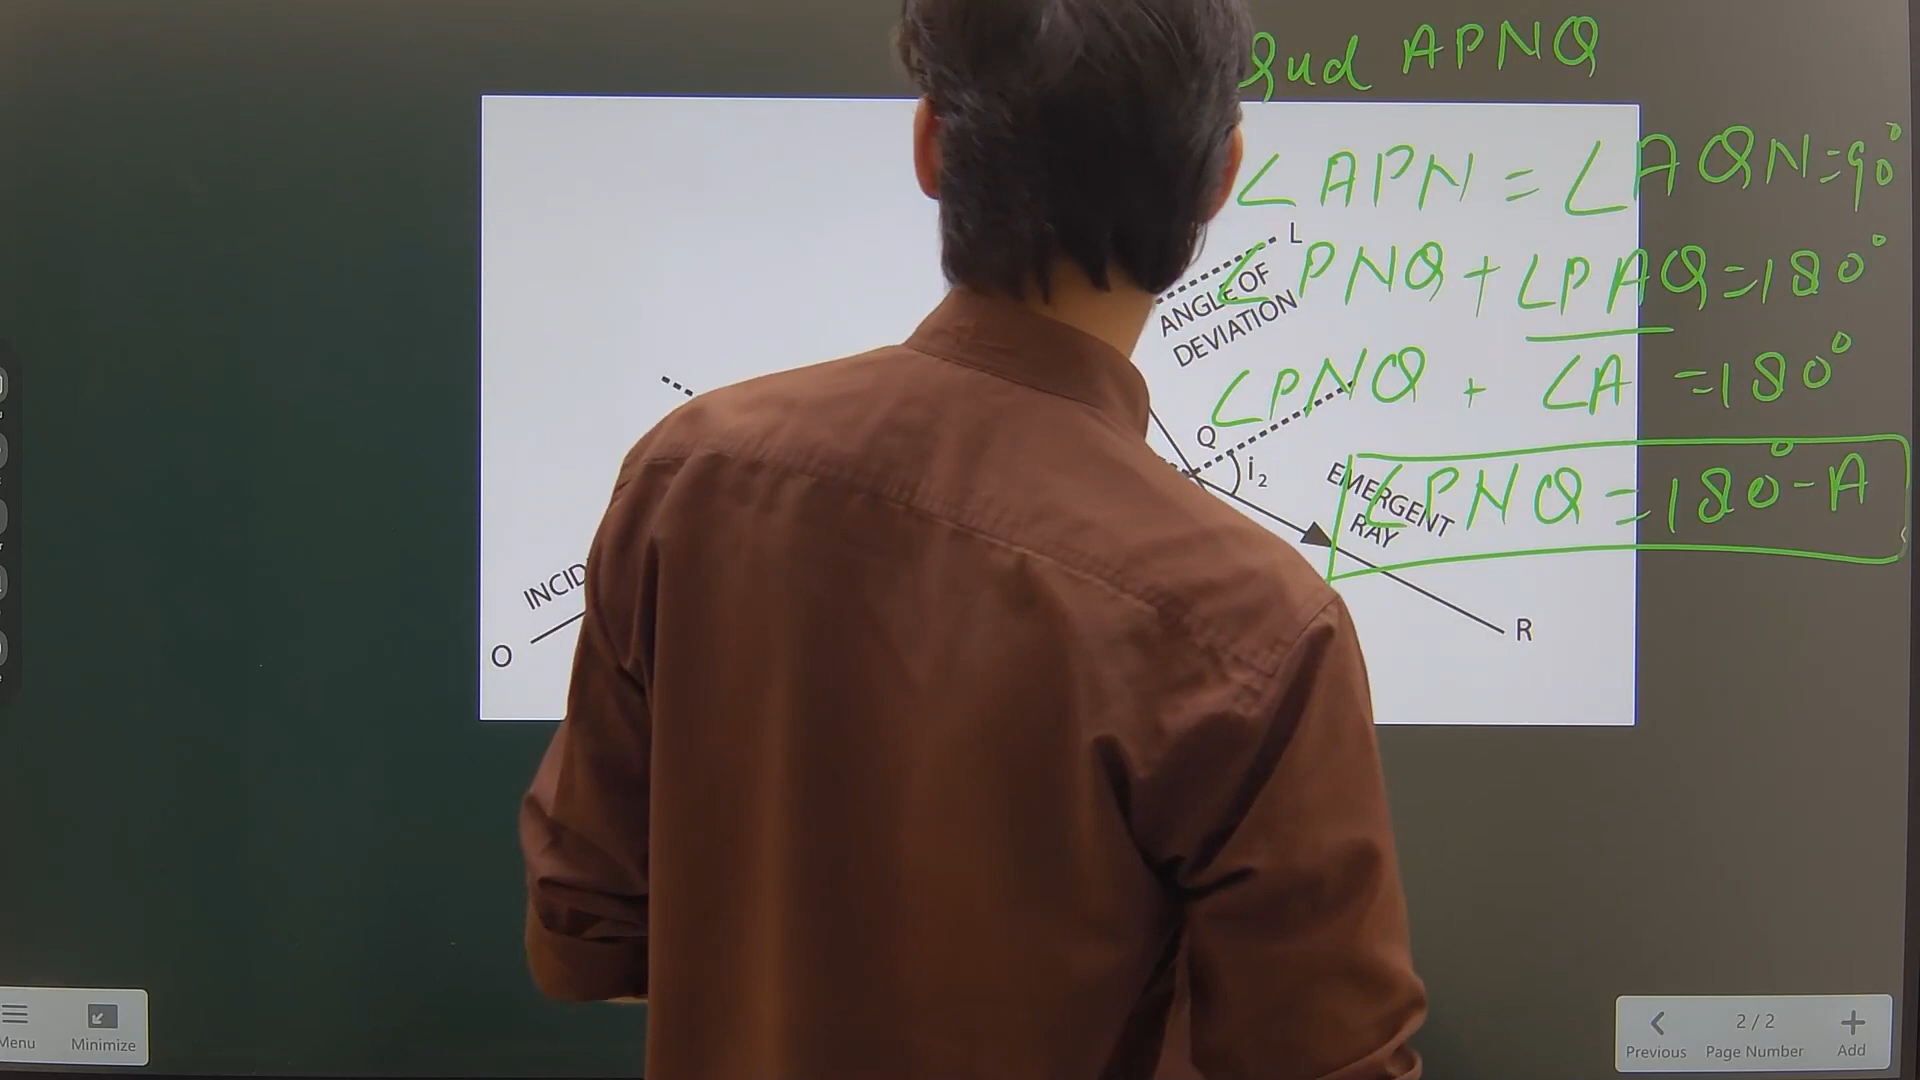 Qud APNQ
∠APN = ∠AQN = 90°
∠PNQ + ∠PAQ = 180°
∠PNQ + ∠A = 180°
∠PNQ = 180° - A
L
ANGLE OF
DEVIATION
Q
i₂
EMERGENT
RAY
INCID
O
R
Menu
Minimize
2 / 2
Previous
Page Number
Add